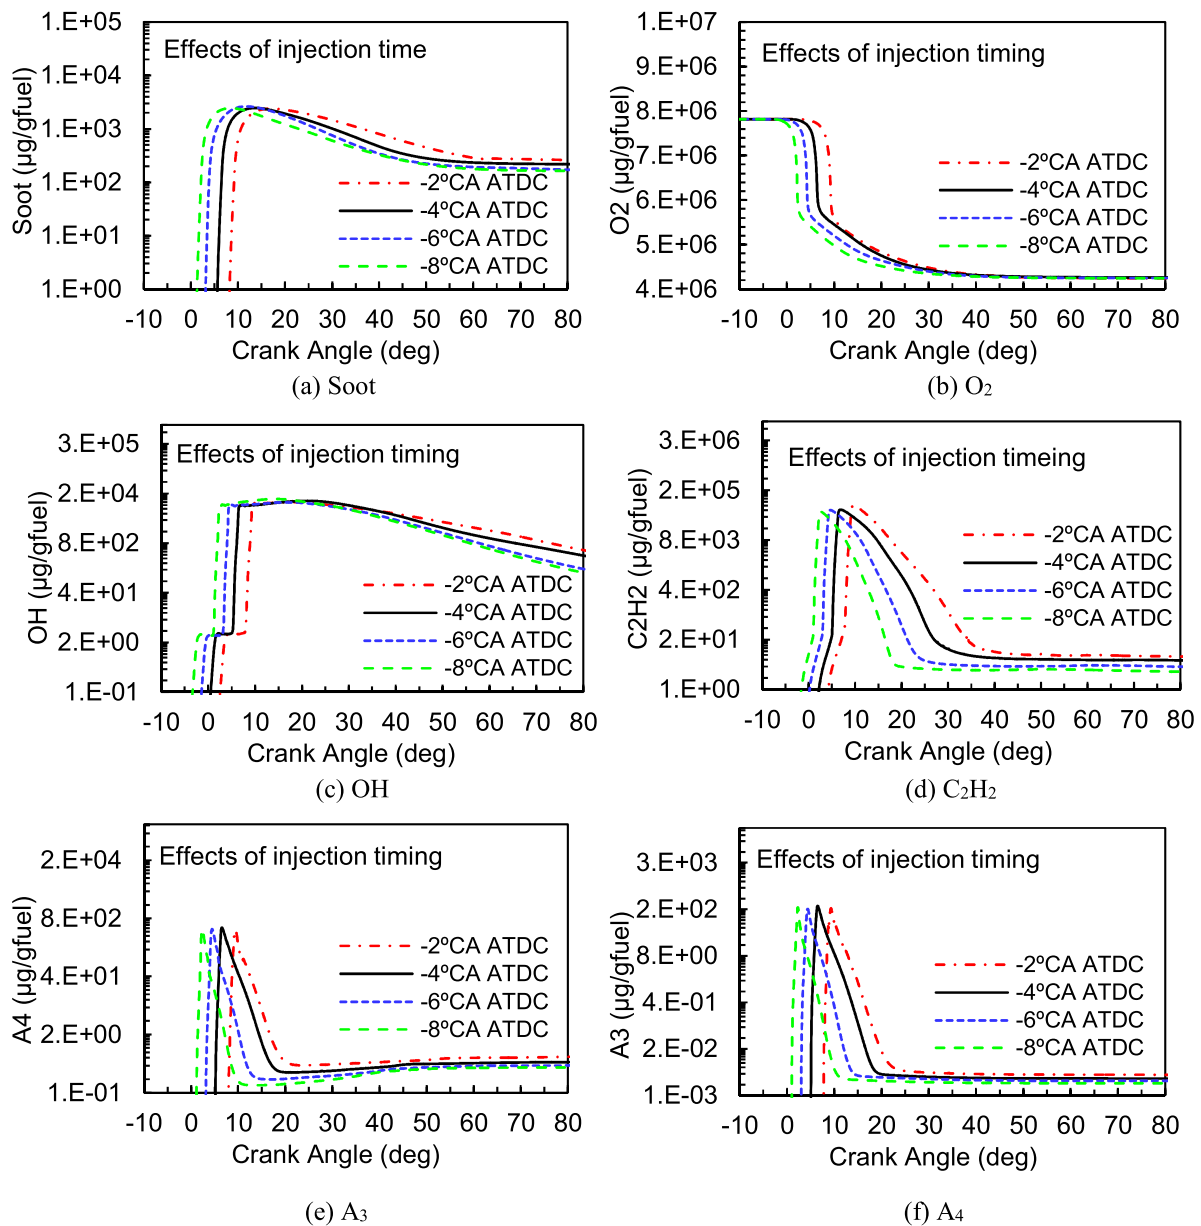 Effects of injection time
Soot (µg/gfuel)
1.E+05
1.E+04
1.E+03
1.E+02
1.E+01
1.E+00
-2ºCA ATDC
-4ºCA ATDC
-6ºCA ATDC
-8ºCA ATDC
-10 0 10 20 30 40 50 60 70 80
Crank Angle (deg)
(a) Soot
Effects of injection timing
O2 (µg/gfuel)
1.E+07
9.E+06
8.E+06
7.E+06
6.E+06
5.E+06
4.E+06
-2ºCA ATDC
-4ºCA ATDC
-6ºCA ATDC
-8ºCA ATDC
-10 0 10 20 30 40 50 60 70 80
Crank Angle (deg)
(b) O2
Effects of injection timing
OH (µg/gfuel)
3.E+05
2.E+04
8.E+02
4.E+01
2.E+00
1.E-01
-2ºCA ATDC
-4ºCA ATDC
-6ºCA ATDC
-8ºCA ATDC
-10 0 10 20 30 40 50 60 70 80
Crank Angle (deg)
(c) OH
Effects of injection timeing
C2H2 (µg/gfuel)
3.E+06
2.E+05
8.E+03
4.E+02
2.E+01
1.E+00
-2ºCA ATDC
-4ºCA ATDC
-6ºCA ATDC
-8ºCA ATDC
-10 0 10 20 30 40 50 60 70 80
Crank Angle (deg)
(d) C2H2
Effects of injection timing
A4 (µg/gfuel)
2.E+04
8.E+02
4.E+01
2.E+00
1.E-01
-2ºCA ATDC
-4ºCA ATDC
-6ºCA ATDC
-8ºCA ATDC
-10 0 10 20 30 40 50 60 70 80
Crank Angle (deg)
(e) A3
Effects of injection timing
A3 (µg/gfuel)
3.E+03
2.E+02
8.E+00
4.E-01
2.E-02
1.E-03
-2ºCA ATDC
-4ºCA ATDC
-6ºCA ATDC
-8ºCA ATDC
-10 0 10 20 30 40 50 60 70 80
Crank Angle (deg)
(f) A4